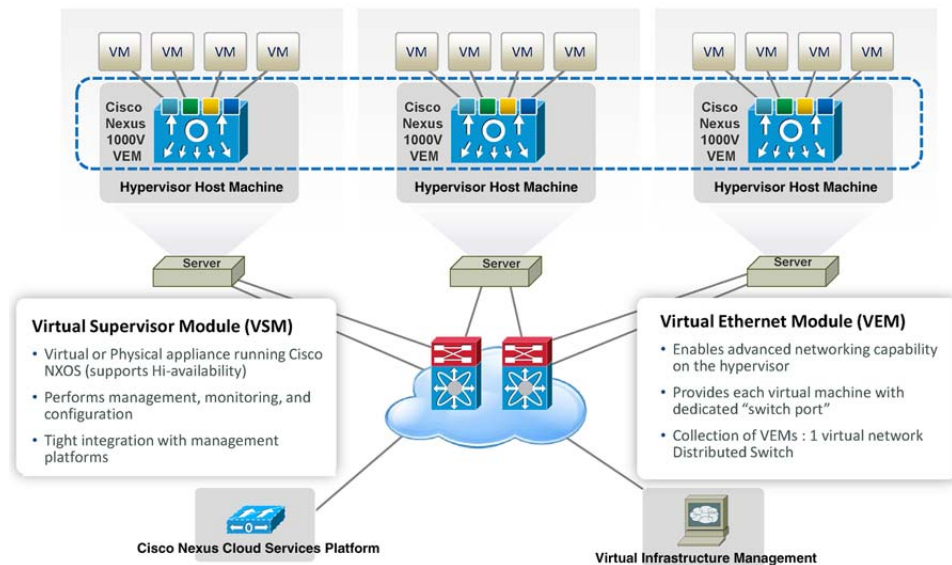 VM VM VM VM
VM VM VM VM
VM VM VM VM
Cisco
Nexus
1000V
VEM
Hypervisor Host Machine
Cisco
Nexus
1000V
VEM
Hypervisor Host Machine
Cisco
Nexus
1000V
VEM
Hypervisor Host Machine
Server
Server
Server
Virtual Supervisor Module (VSM)
• Virtual or Physical appliance running Cisco
NXOS (supports Hi-availability)
• Performs management, monitoring, and
configuration
• Tight integration with management
platforms
Virtual Ethernet Module (VEM)
• Enables advanced networking capability
on the hypervisor
• Provides each virtual machine with
dedicated “switch port”
• Collection of VEMs : 1 virtual network
Distributed Switch
Cisco Nexus Cloud Services Platform
Virtual Infrastructure Management